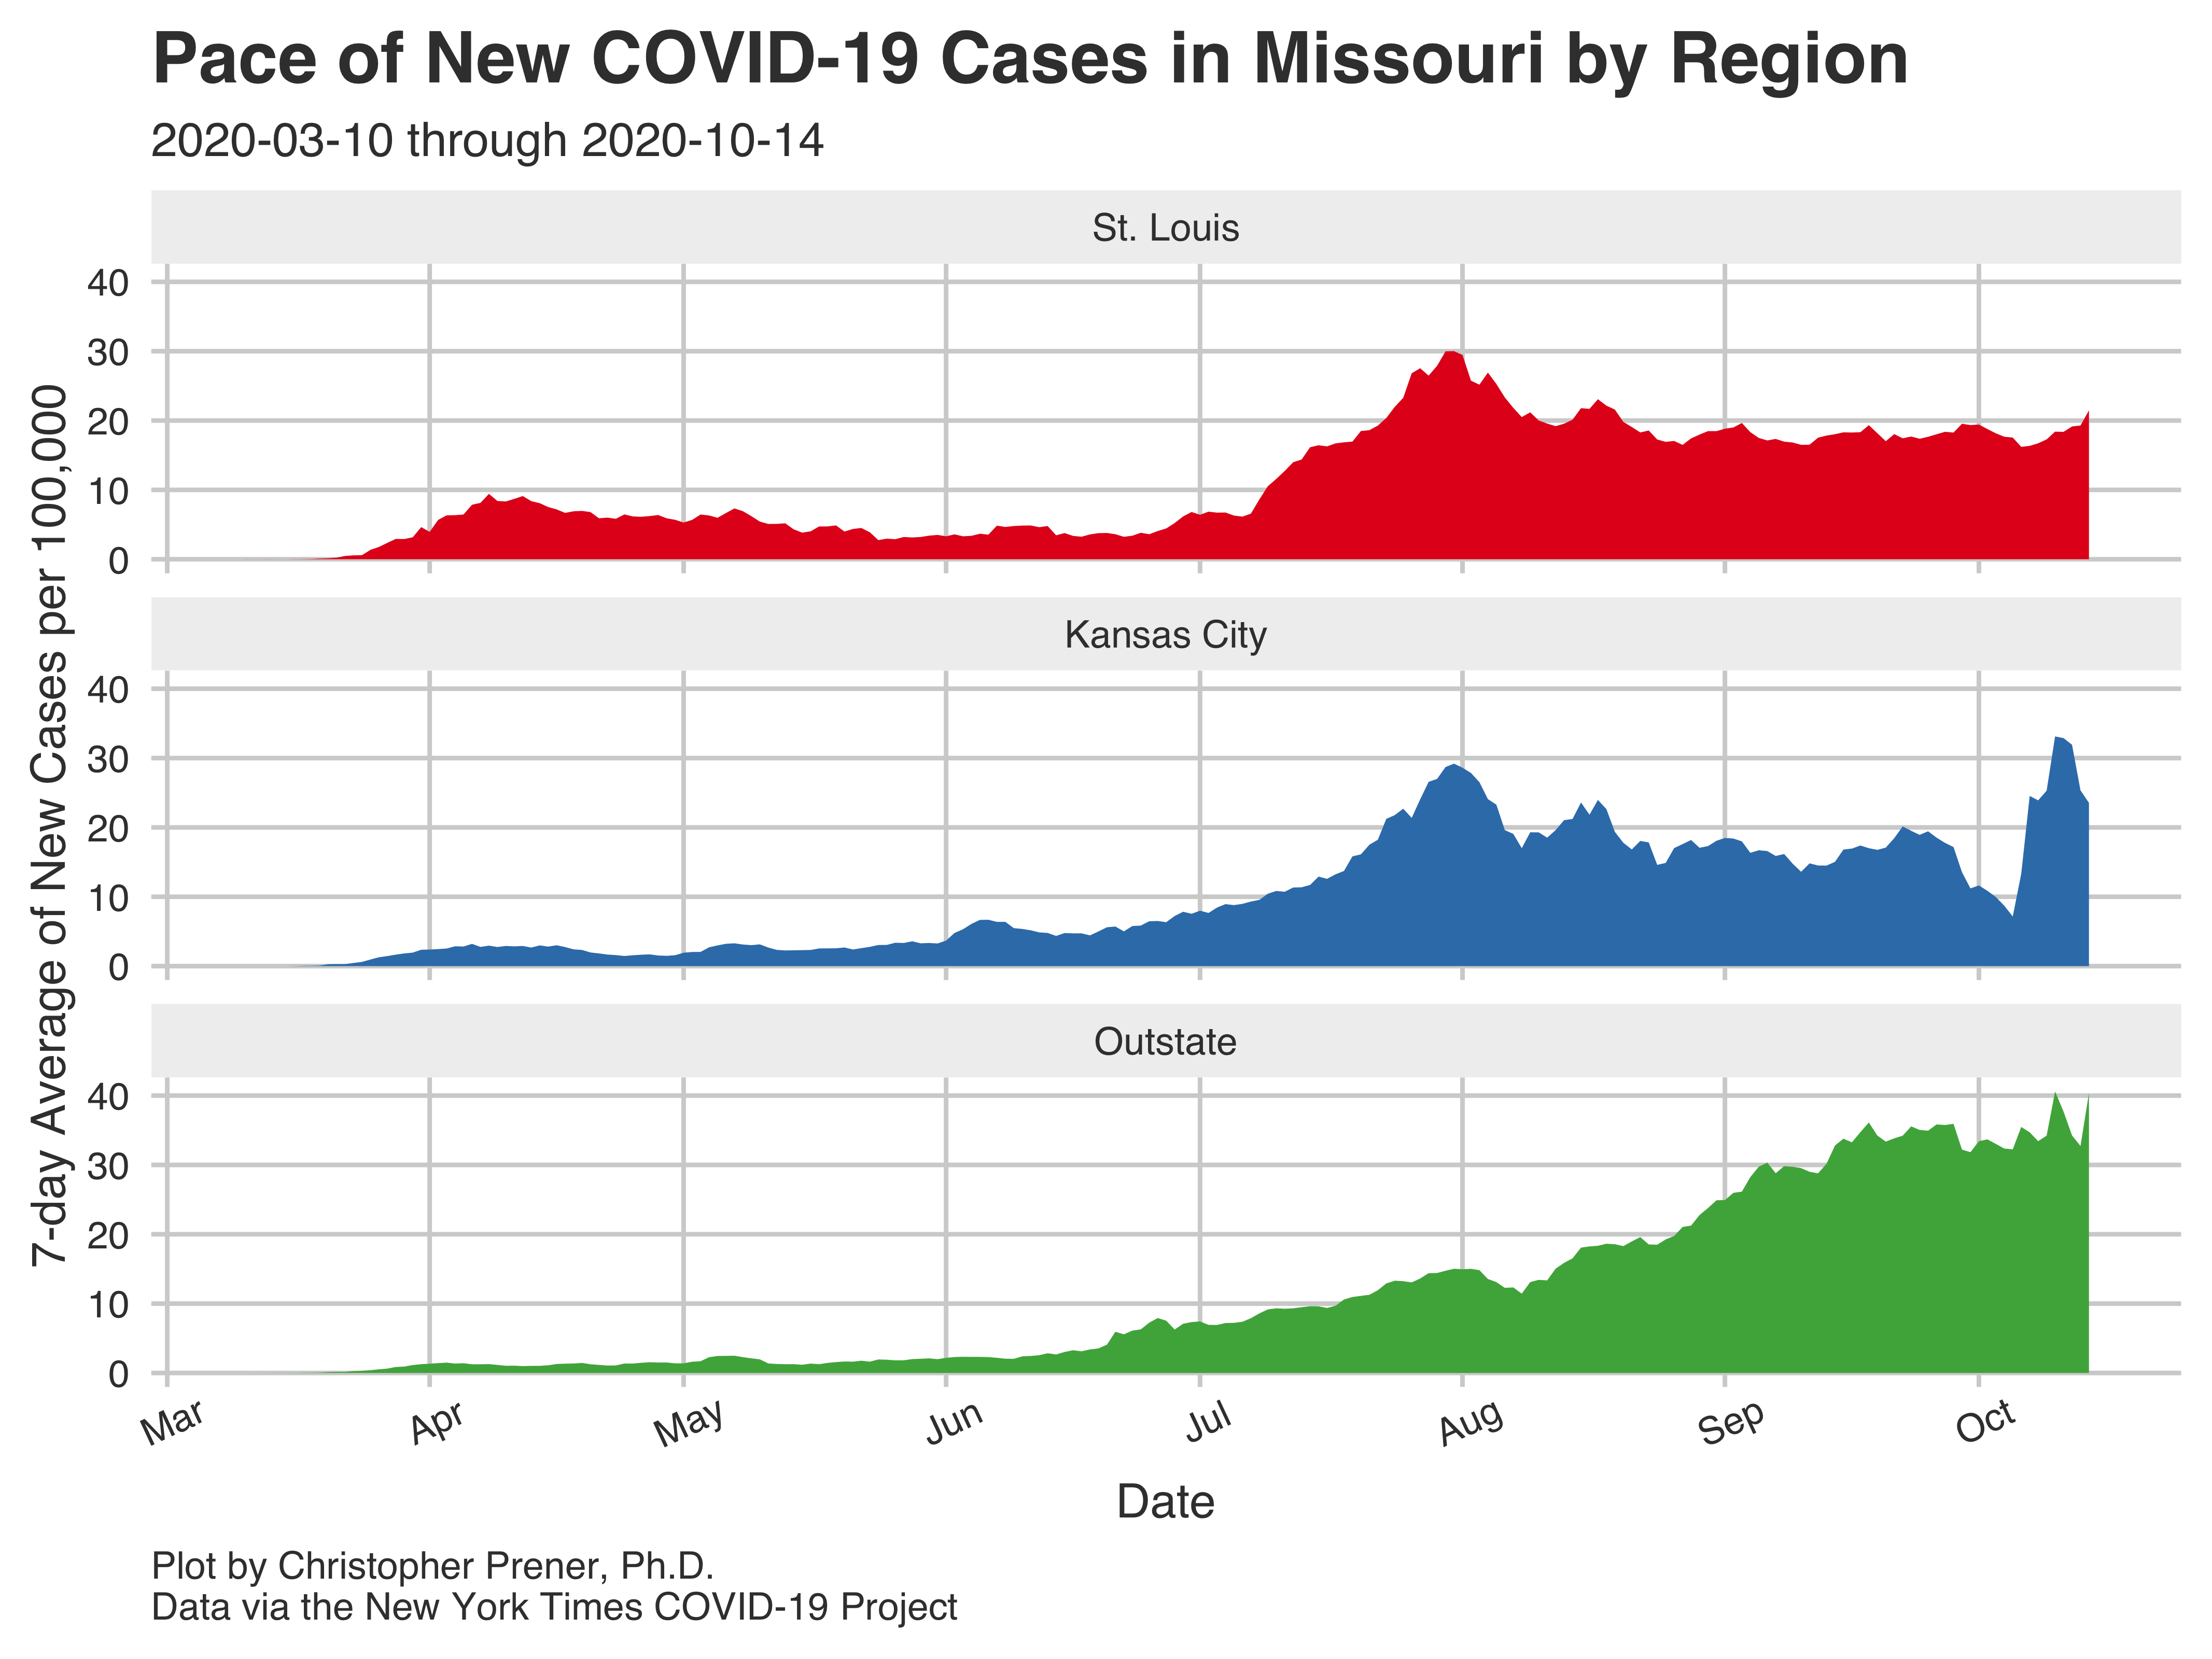 Pace of New COVID-19 Cases in Missouri by Region
2020-03-10 through 2020-10-14
7-day Average of New Cases per 100,000
St. Louis
40
30
20
10
0
Kansas City
40
30
20
10
0
Outstate
40
30
20
10
0
Mar Apr May Jun Jul Aug Sep Oct
Date
Plot by Christopher Prener, Ph.D.
Data via the New York Times COVID-19 Project